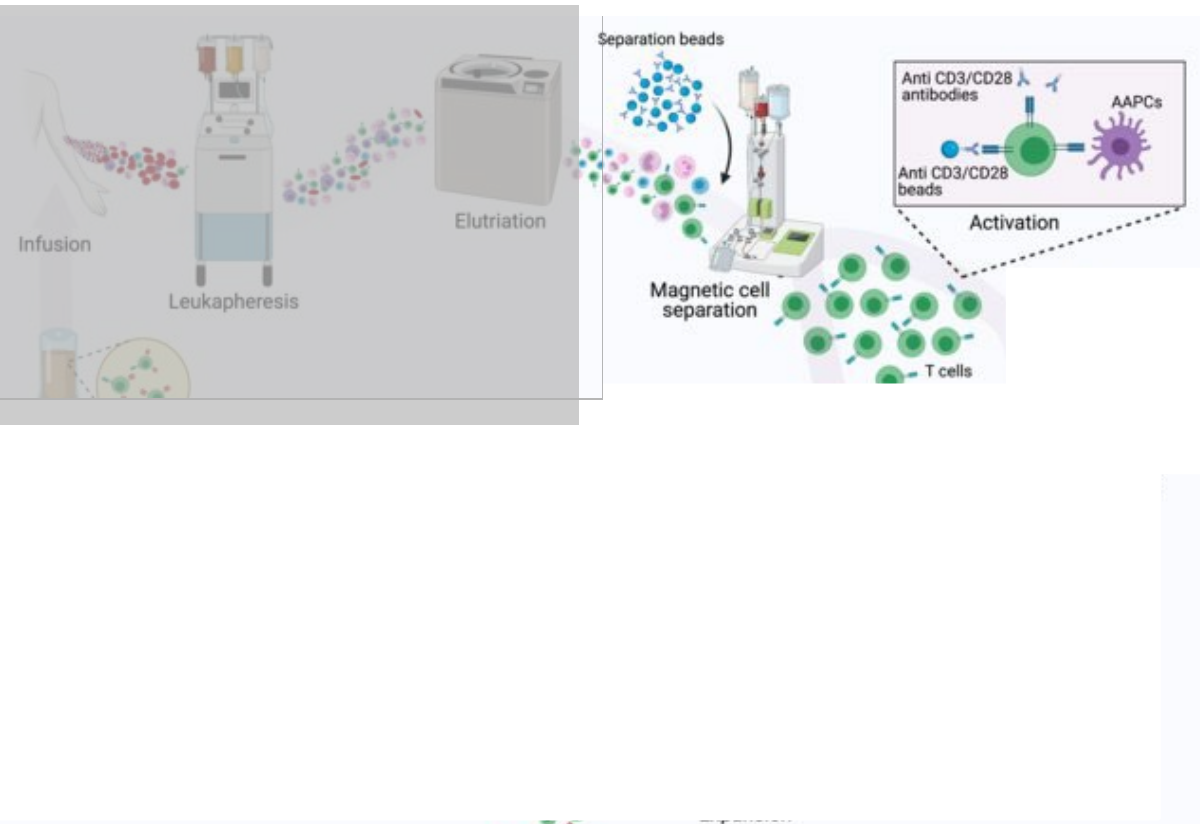 Separation beads
Anti CD3/CD28
antibodies
AAPCs
Anti CD3/CD28
beads
Activation
Infusion
Elutriation
Leukapheresis
Magnetic cell
separation
T cells